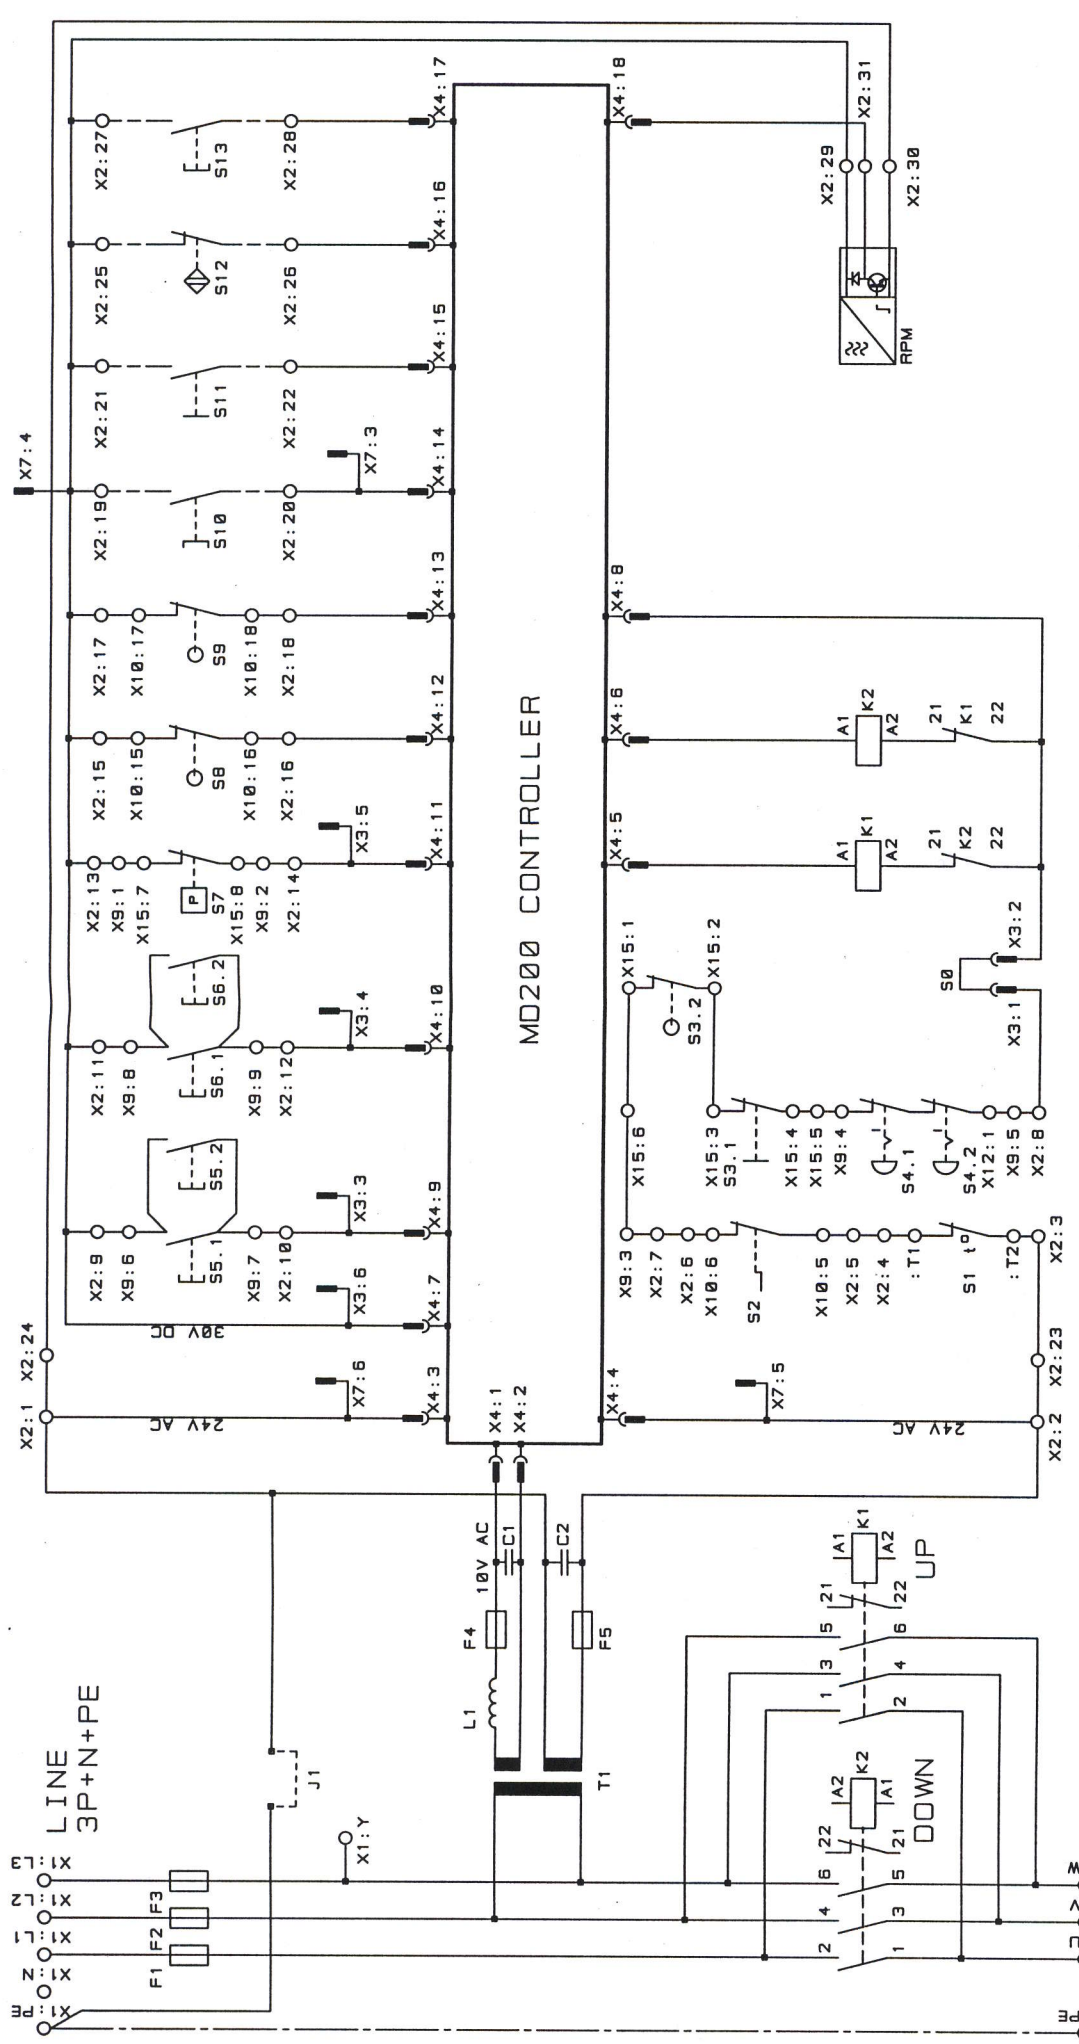 X7:4
X2:27
S13
X2:28
X4:17
X2:25
S12
X2:26
X4:16
X2:21
S11
X2:22
X4:15
X2:19
S10
X2:20
X7:3
X4:14
X2:17
X10:17
S9
X10:18
X2:18
X4:13
X2:15
X10:15
S8
X10:16
X2:16
X4:12
X2:13
X9:1
X15:7
P
S7
X15:8
X9:2
X2:14
X3:5
X4:11
X2:11
X9:8
S6.1
S6.2
X9:9
X2:12
X3:4
X4:10
X2:9
X9:6
S5.1
S5.2
X9:7
X2:10
X3:3
X4:9
30V DC
X3:6
X4:7
X2:24
X2:1
24V AC
X7:6
X4:3
MD200 CONTROLLER
X4:1
X4:2
X4:18
X2:31
X2:29
X2:30
RPM
X4:8
X4:6
A1
K2
A2
21
K1
22
X4:5
A1
K1
A2
21
K2
22
X3:2
S0
X3:1
X15:1
S3.2
X15:2
X15:6
X15:3
S3.1
X15:4
X15:5
X9:4
S4.1
S4.2
X12:1
X9:5
X2:8
X9:3
X2:7
X2:6
X10:6
S2
X10:5
X2:5
X2:4
:T1
S1
t
:T2
X2:3
X2:23
X4:4
X7:5
24V AC
X2:2
10V AC
C1
C2
F4
F5
L1
T1
J1
LINE
3P+N+PE
X1:L3
X1:L2
X1:L1
X1:N
X1:PE
F3
F2
F1
X1:Y
A1
K1
A2
UP
21
22
5
6
3
4
1
2
A2
K2
A1
DOWN
22
21
6
5
4
3
2
1
W
V
PE